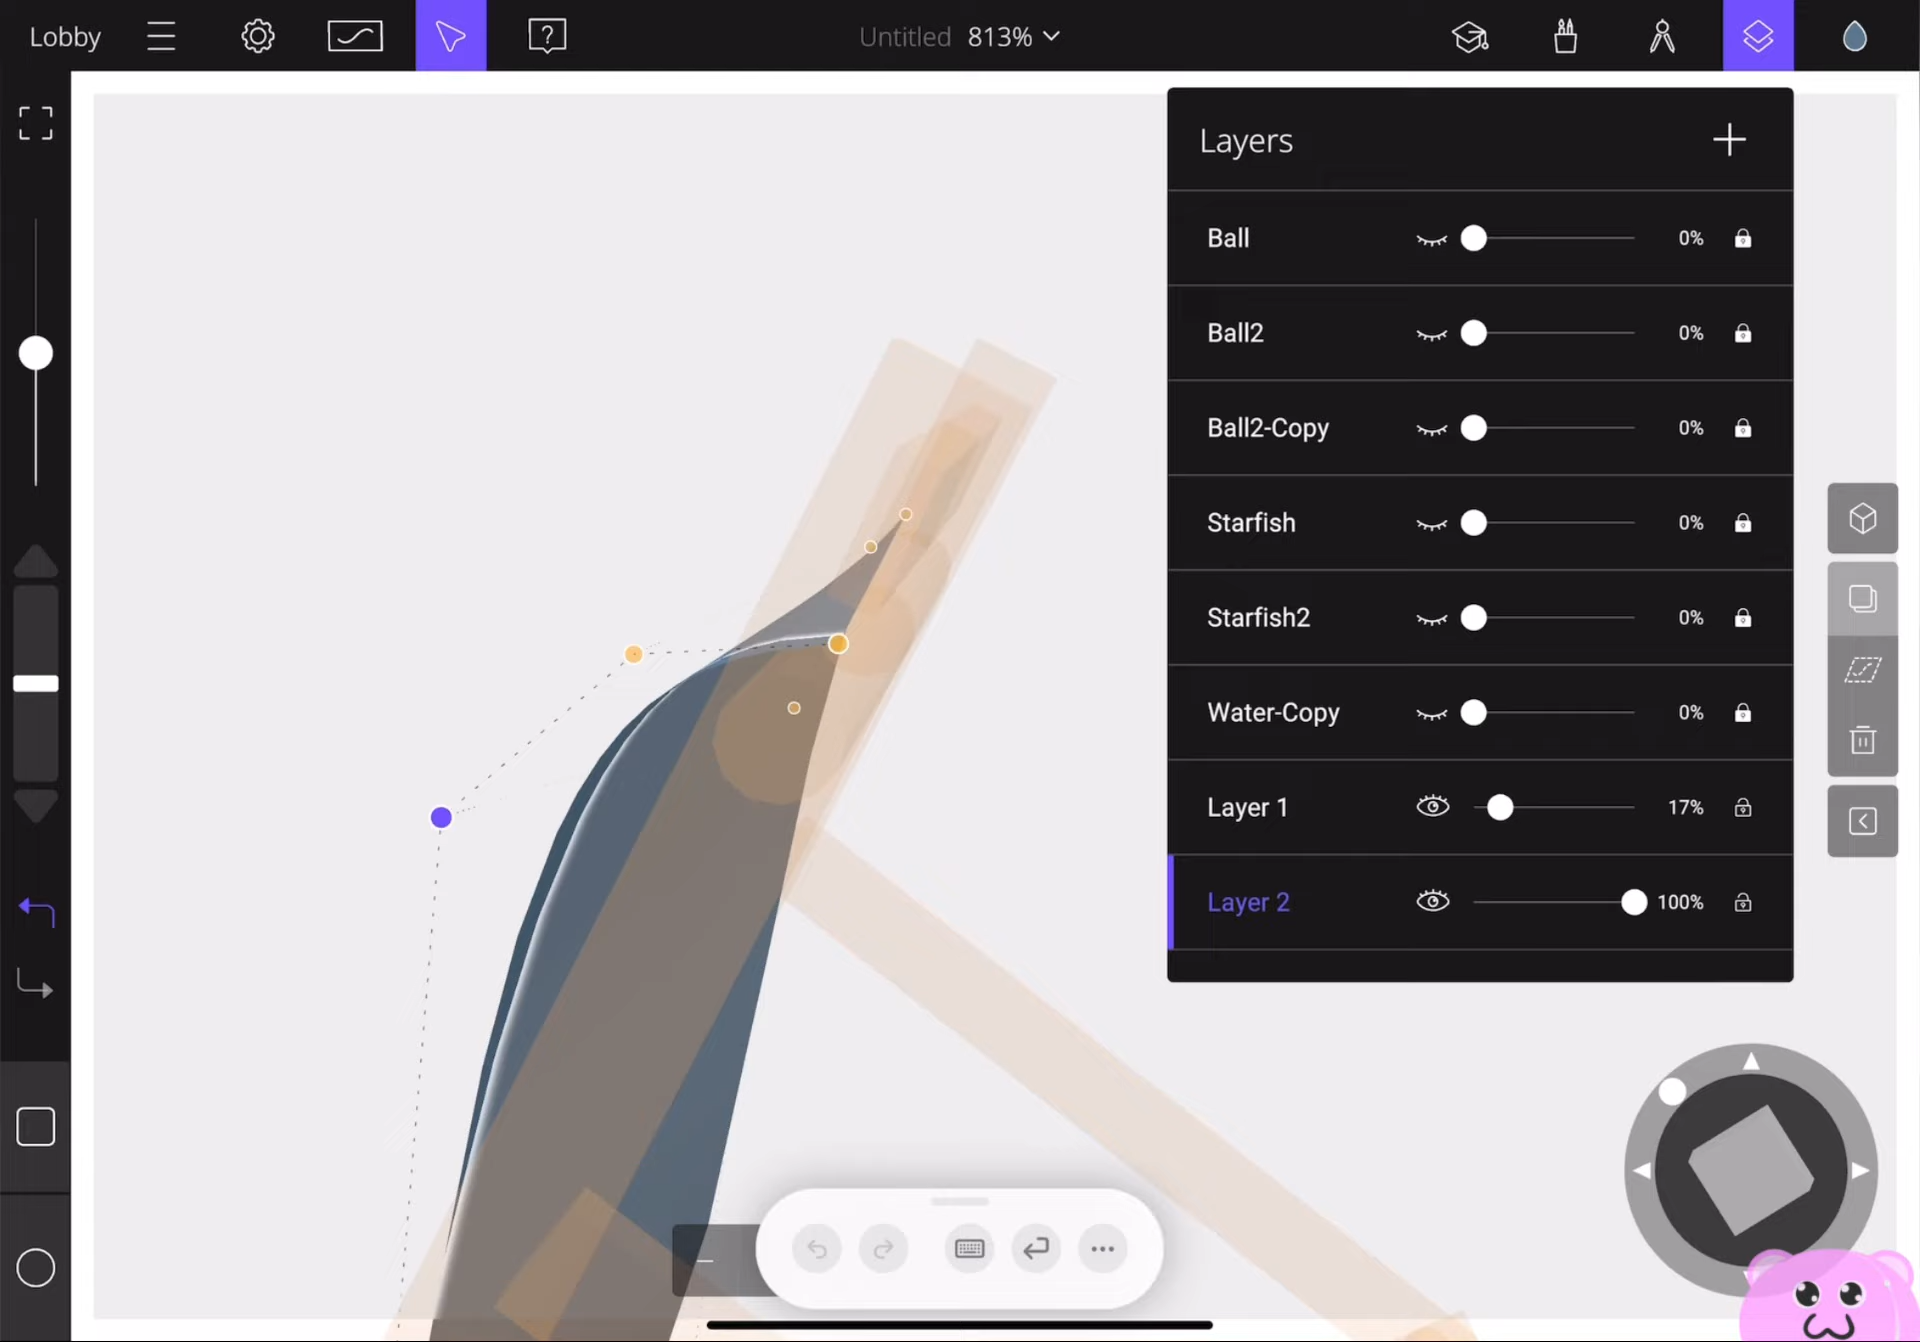 Lobby
Untitled 813%
Layers
Ball 0%
Ball2 0%
Ball2-Copy 0%
Starfish 0%
Starfish2 0%
Water-Copy 0%
Layer 1 17%
Layer 2 100%